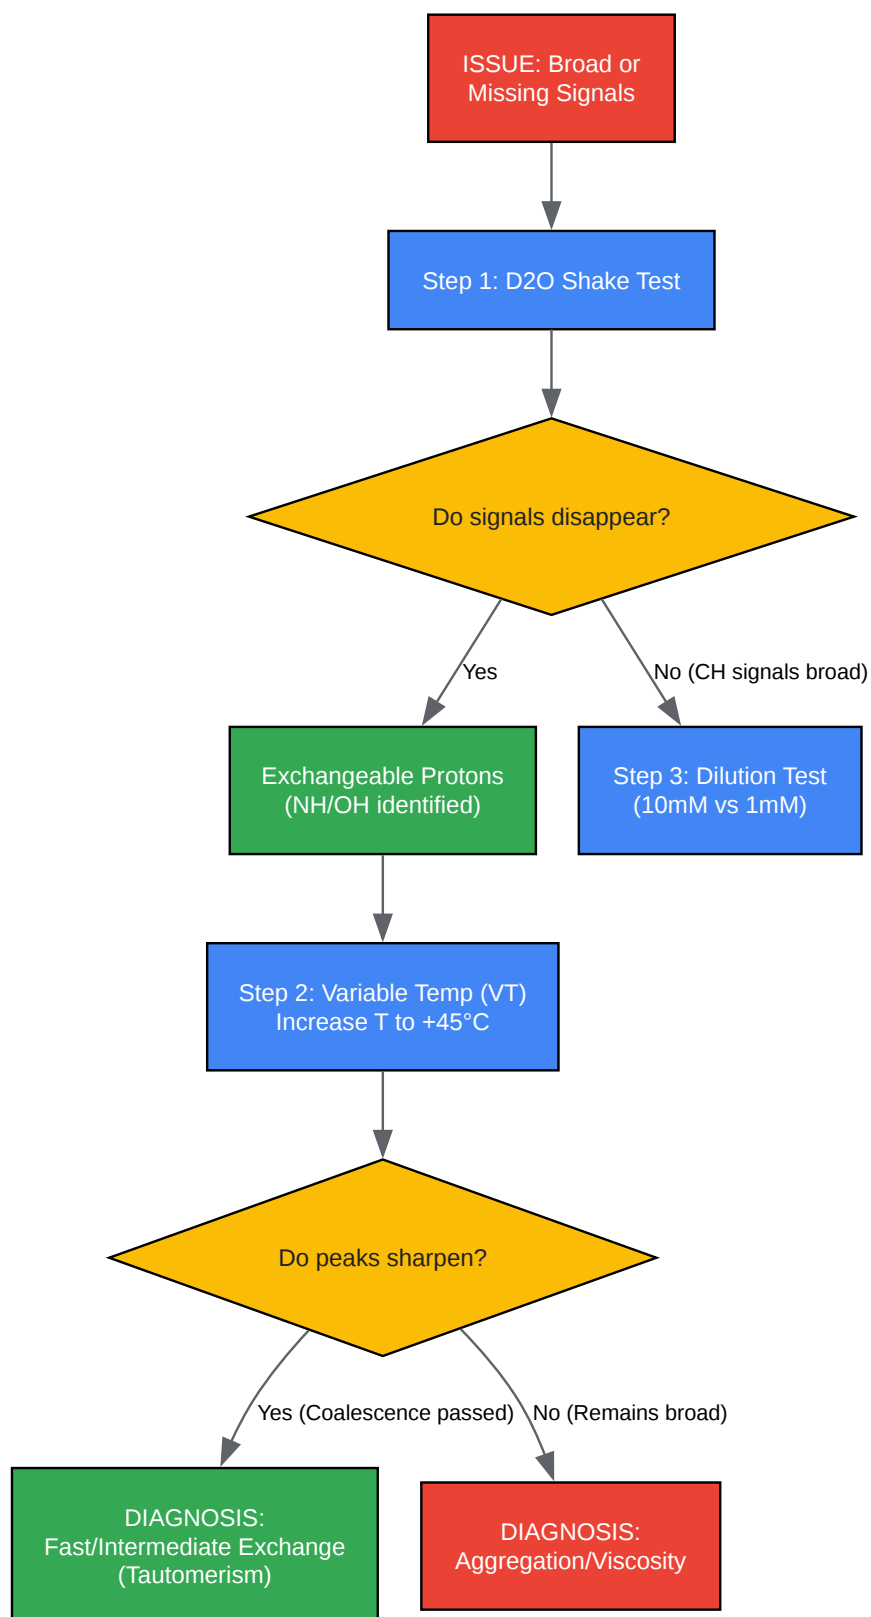 ISSUE: Broad or
Missing Signals
Step 1: D2O Shake Test
Do signals disappear?
Yes
No (CH signals broad)
Exchangeable Protons
(NH/OH identified)
Step 3: Dilution Test
(10mM vs 1mM)
Step 2: Variable Temp (VT)
Increase T to +45°C
Do peaks sharpen?
Yes (Coalescence passed)
No (Remains broad)
DIAGNOSIS:
Fast/Intermediate Exchange
(Tautomerism)
DIAGNOSIS:
Aggregation/Viscosity